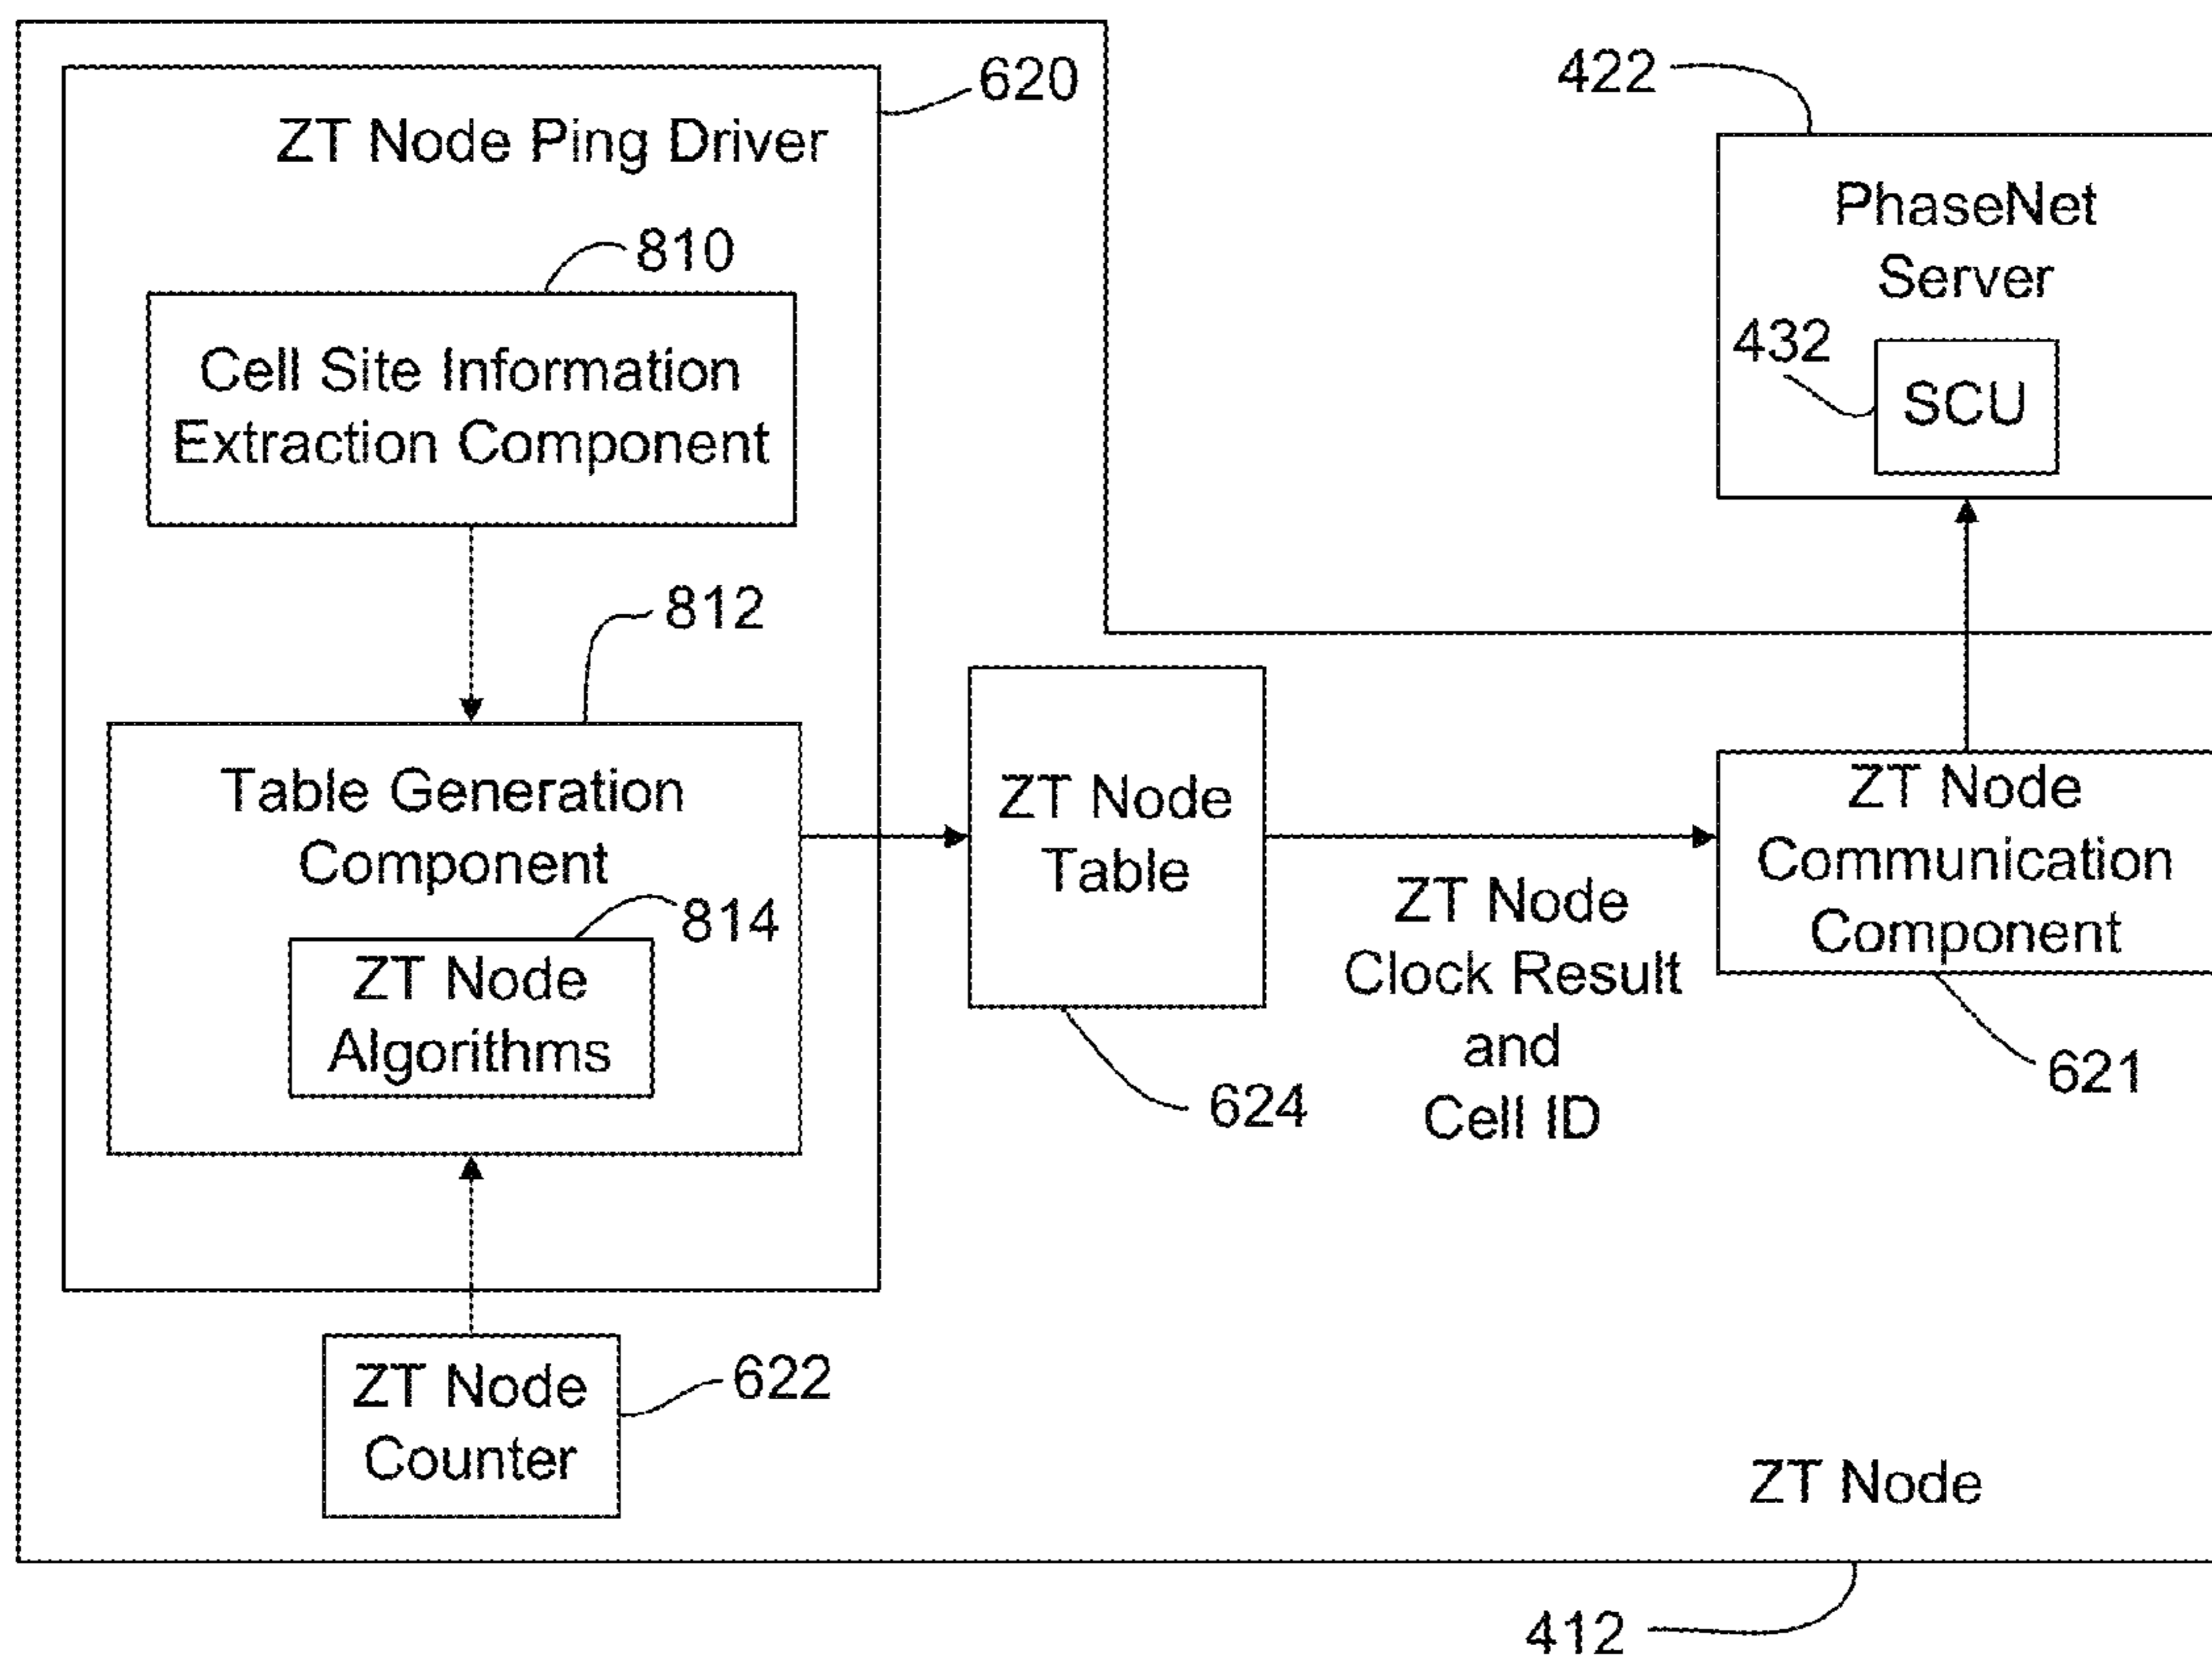 620
ZT Node Ping Driver
810
Cell Site Information
Extraction Component
812
Table Generation
Component
814
ZT Node
Algorithms
ZT Node
Counter
622
ZT Node
Table
624
ZT Node
Clock Result
and
Cell ID
422
PhaseNet
Server
432
SCU
ZT Node
Communication
Component
621
ZT Node
412